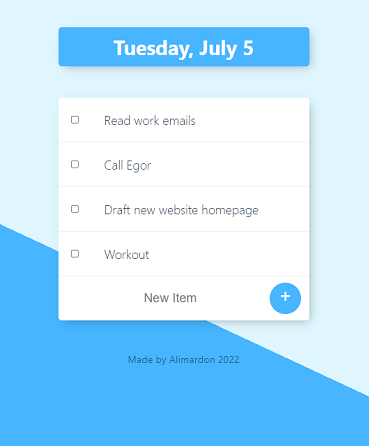 Tuesday, July 5
Read work emails
Call Egor
Draft new website homepage
Workout
New Item
+
Made by Alimardon 2022